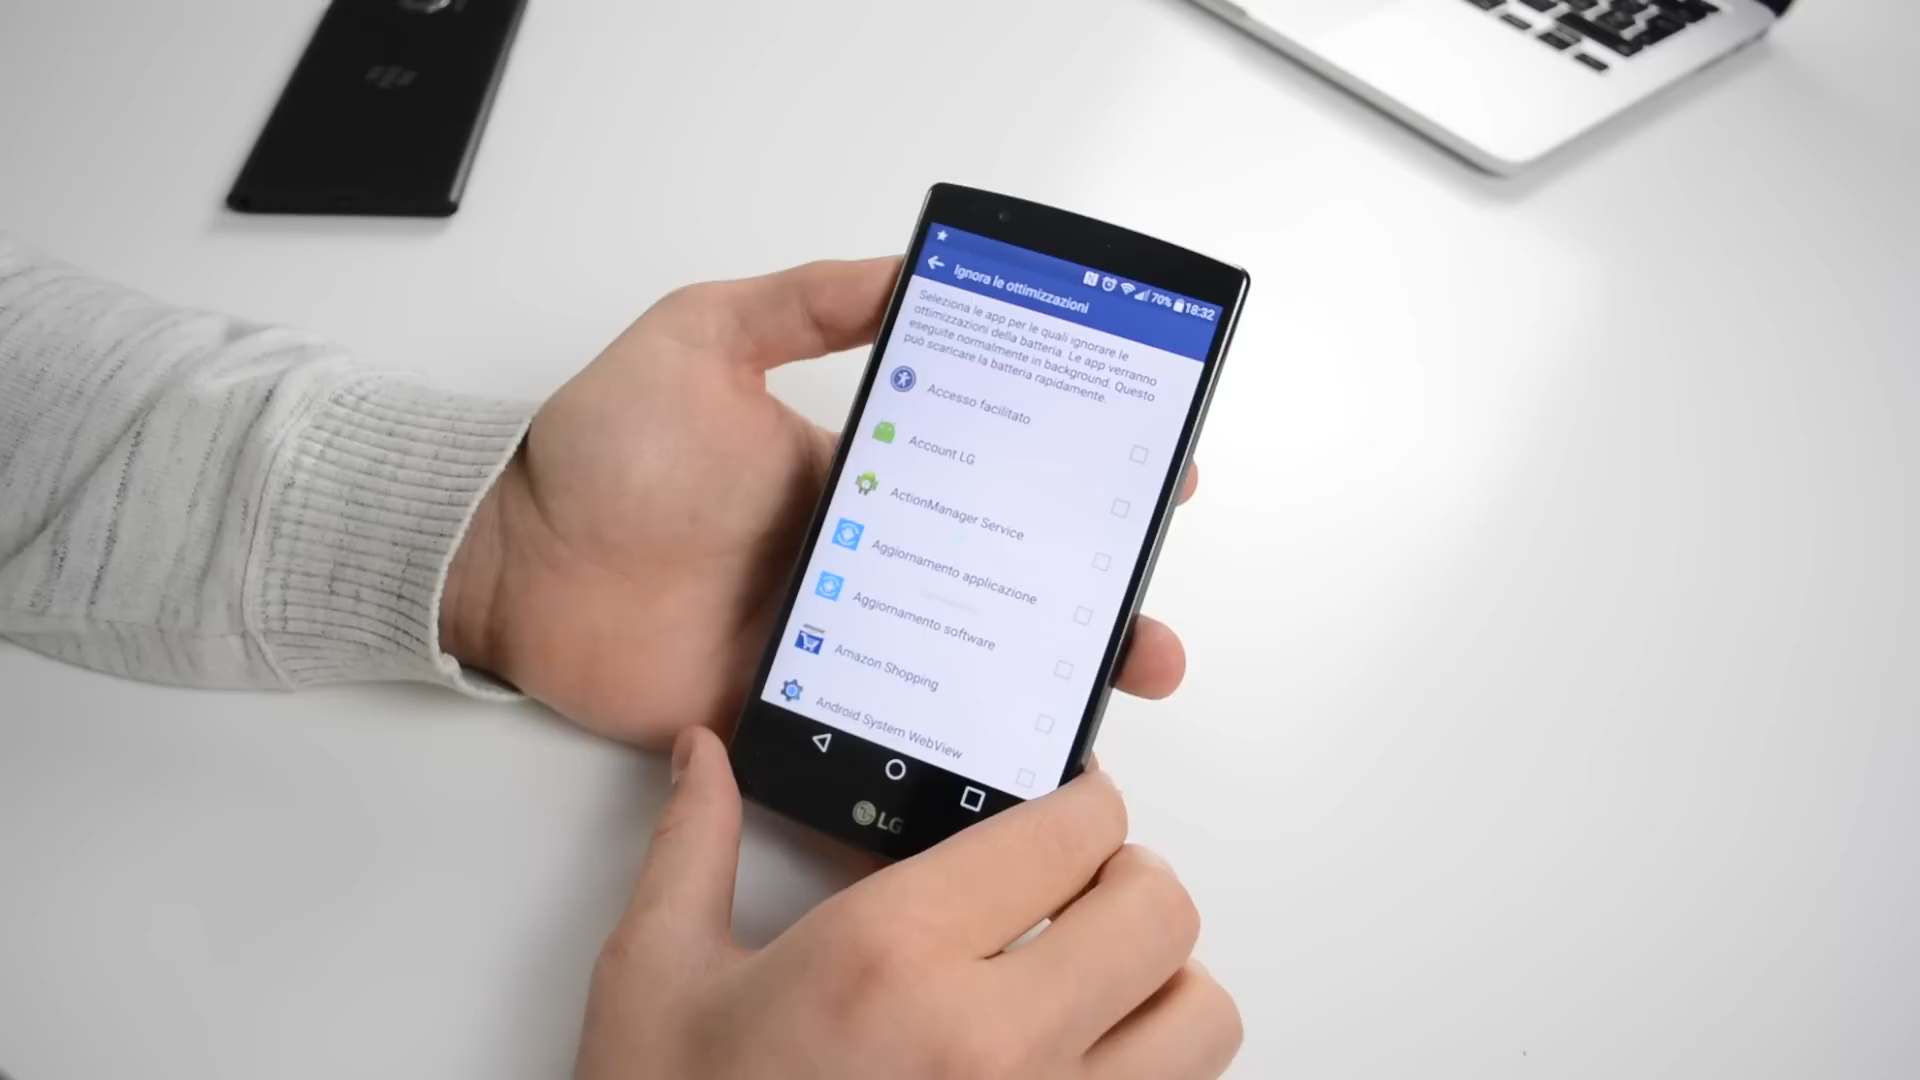 70% 18:32
Ignora le ottimizzazioni
Seleziona le app per le quali ignorare le
ottimizzazioni della batteria. Le app verranno
eseguite normalmente in background. Questo
può scaricare la batteria rapidamente.
Accesso facilitato
Account LG
ActionManager Service
Aggiornamento applicazione
Aggiornamento software
Amazon Shopping
Android System WebView
LG